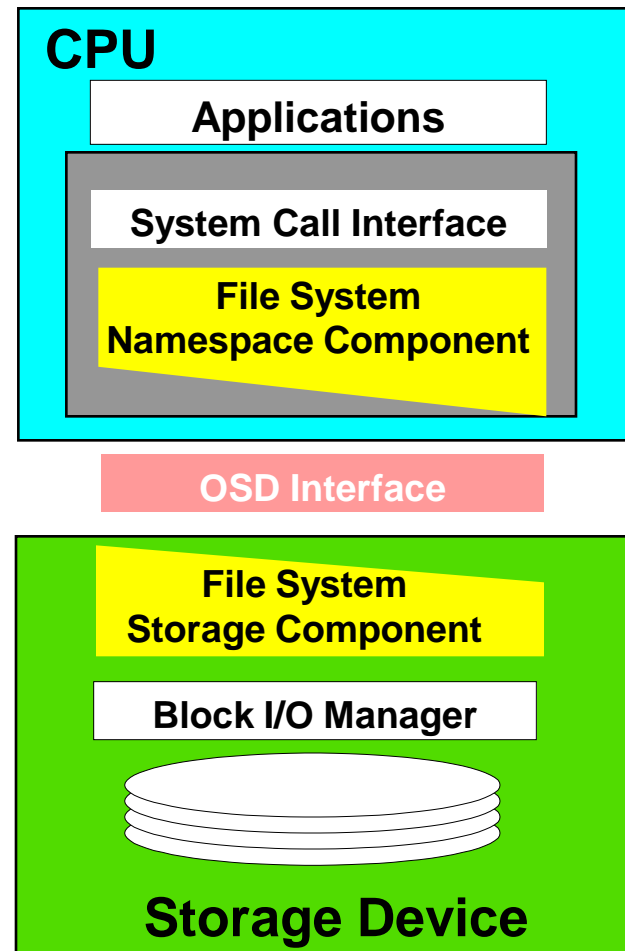 CPU
Applications
System Call Interface
File System
Namespace Component
OSD Interface
File System
Storage Component
Block I/O Manager
Storage Device